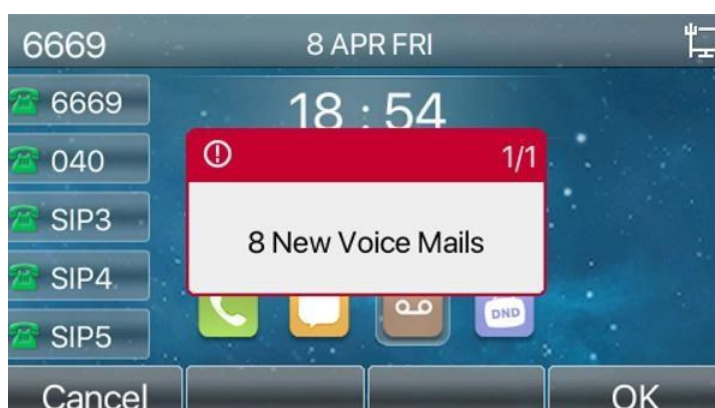 6669
8 APR FRI
6669
18 : 54
040
1/1
SIP3
8 New Voice Mails
SIP4
SIP5
DND
Cancel
OK